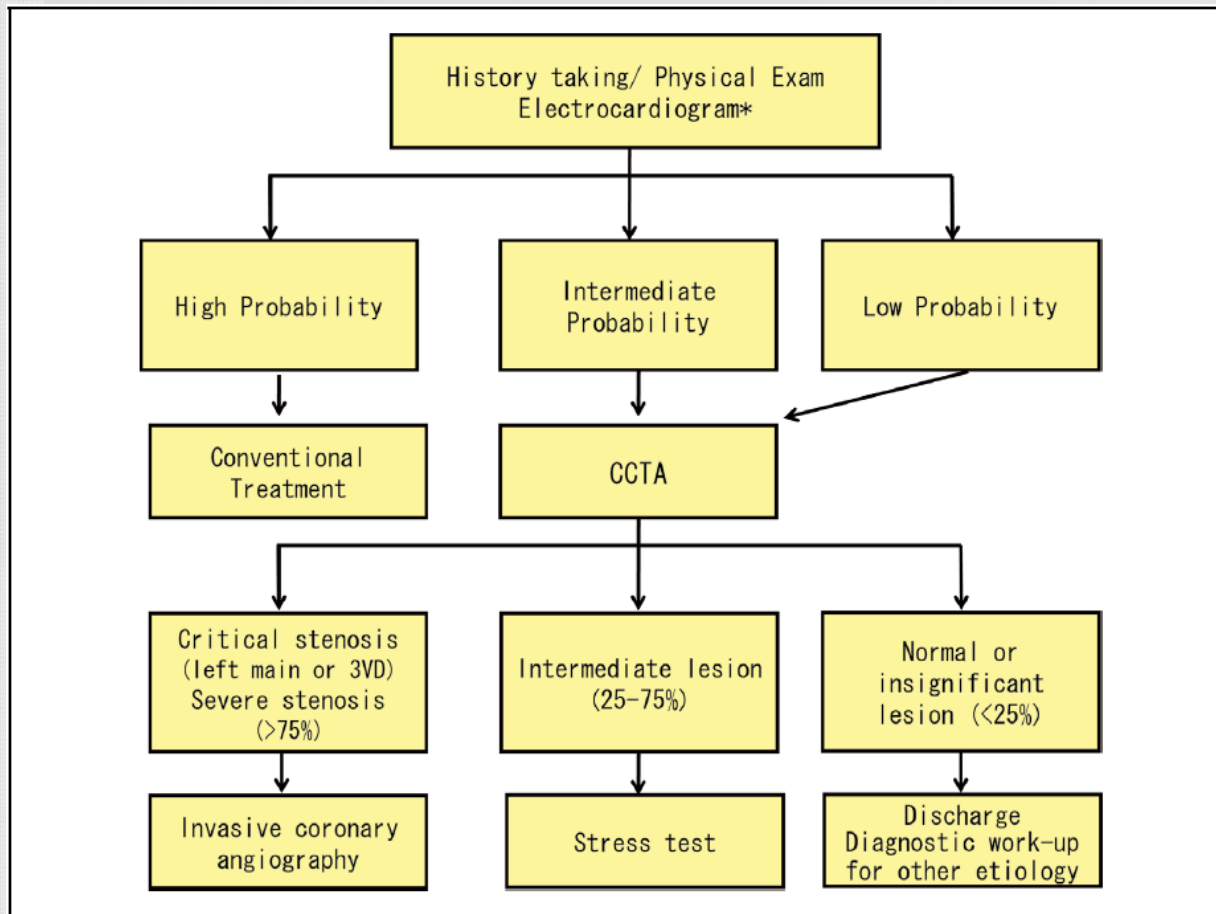 History taking/ Physical Exam
Electrocardiogram*
High Probability
Intermediate
Probability
Low Probability
Conventional
Treatment
CCTA
Critical stenosis
(left main or 3VD)
Severe stenosis
(>75%)
Intermediate lesion
(25-75%)
Normal or
insignificant
lesion (<25%)
Invasive coronary
angiography
Stress test
Discharge
Diagnostic work-up
for other etiology